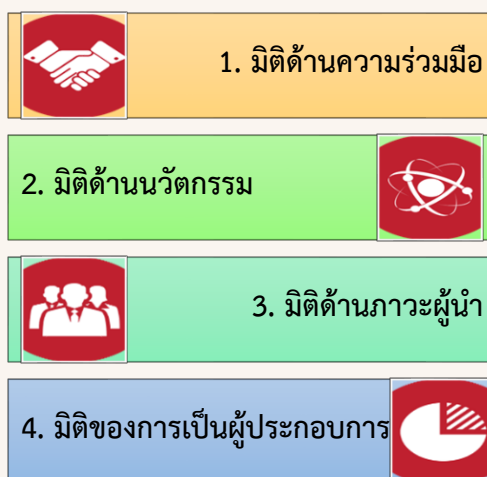 1. มิติด้านความร่วมมือ
2. มิติด้านนวัตกรรม
3. มิติด้านภาวะผู้นำ
4. มิติของการเป็นผู้ประกอบการ